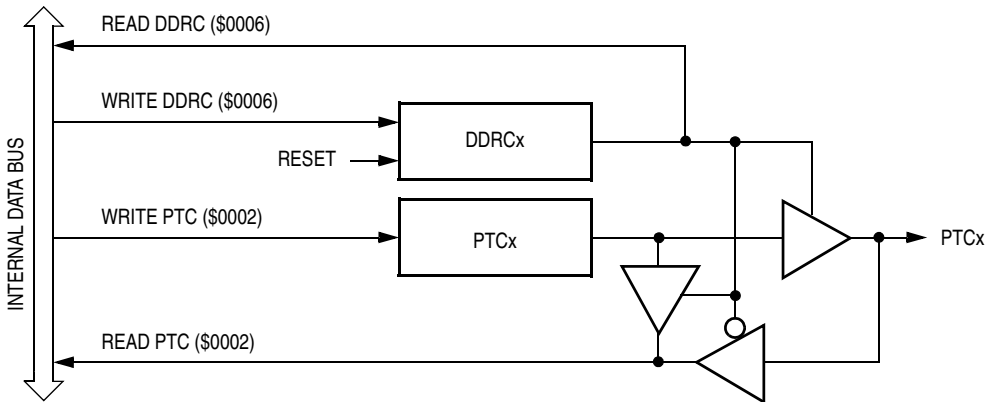 READ DDRC ($0006)
WRITE DDRC ($0006)
DDRCx
RESET
INTERNAL DATA BUS
WRITE PTC ($0002)
PTCx
PTCx
READ PTC ($0002)